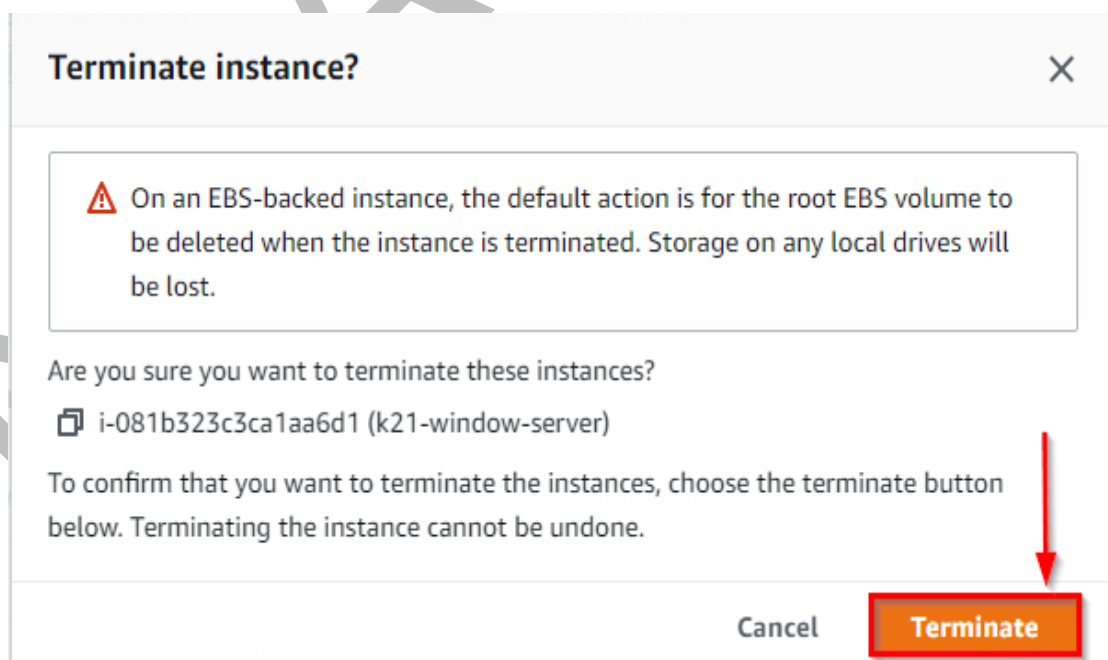 Terminate instance?
On an EBS-backed instance, the default action is for the root EBS volume to
be deleted when the instance is terminated. Storage on any local drives will
be lost.
Are you sure you want to terminate these instances?
i-081b323c3ca1aa6d1 (k21-window-server)
To confirm that you want to terminate the instances, choose the terminate button
below. Terminating the instance cannot be undone.
Cancel Terminate